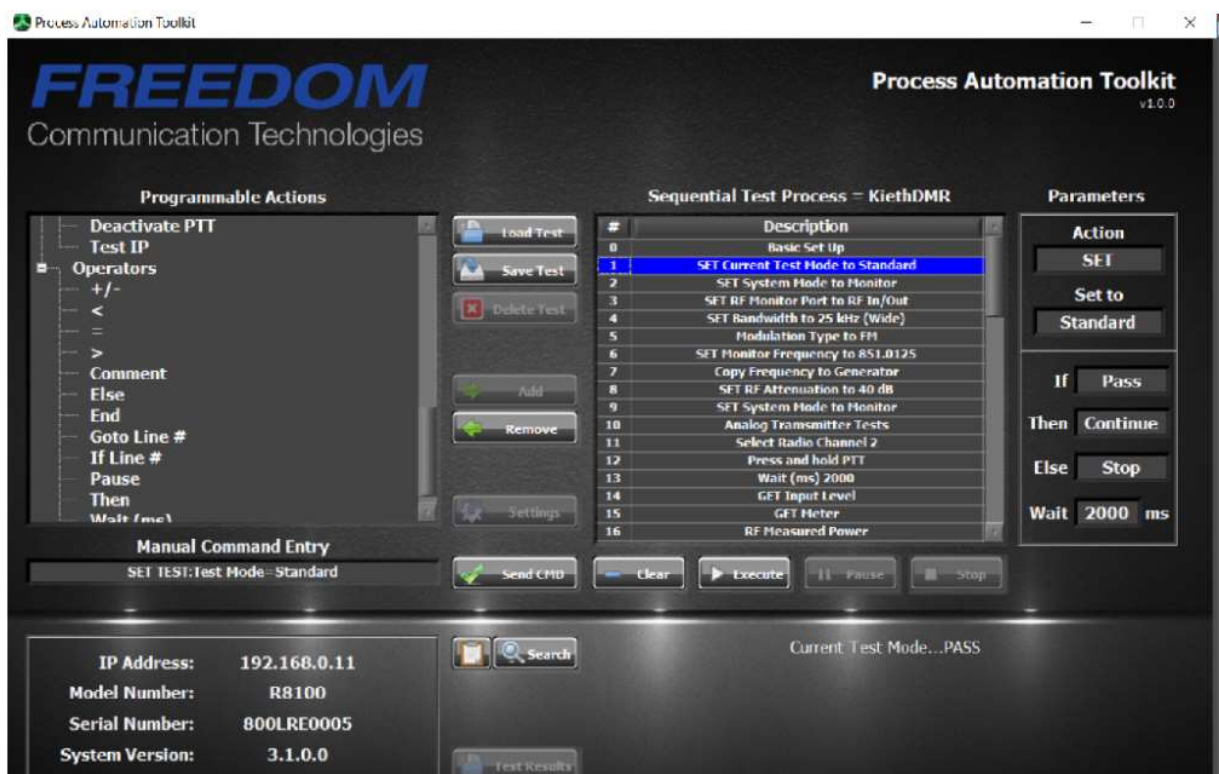 Process Automation Toolkit
FREEDOM
Communication Technologies
Process Automation Toolkit
v1.0.0
Programmable Actions
Deactivate PTT
Test IP
Operators
+/-
<
=
>
Comment
Else
End
Goto Line #
If Line #
Pause
Then
Wait (ms)
Manual Command Entry
SET TEST:Test Mode=Standard
Load Test
Save Test
Delete Test
Add
Remove
Settings
Send CMD
Sequential Test Process = KiethDMR
# Description
0 Basic Set Up
1 SET Current Test Mode to Standard
2 SET System Mode to Monitor
3 SET RF Monitor Port to RF In/Out
4 SET Bandwidth to 25 kHz (Wide)
5 Modulation Type to FM
6 SET Monitor Frequency to 851.0125
7 Copy Frequency to Generator
8 SET RF Attenuation to 40 dB
9 SET System Mode to Monitor
10 Analog Transmitter Tests
11 Select Radio Channel 2
12 Press and hold PTT
13 Wait (ms) 2000
14 GET Input Level
15 GET Meter
16 RF Measured Power
Clear
Execute
Pause
Stop
Parameters
Action
SET
Set to
Standard
If Pass
Then Continue
Else Stop
Wait 2000 ms
IP Address: 192.168.0.11
Model Number: R8100
Serial Number: 800LRE0005
System Version: 3.1.0.0
Search
Test Results
Current Test Mode...PASS